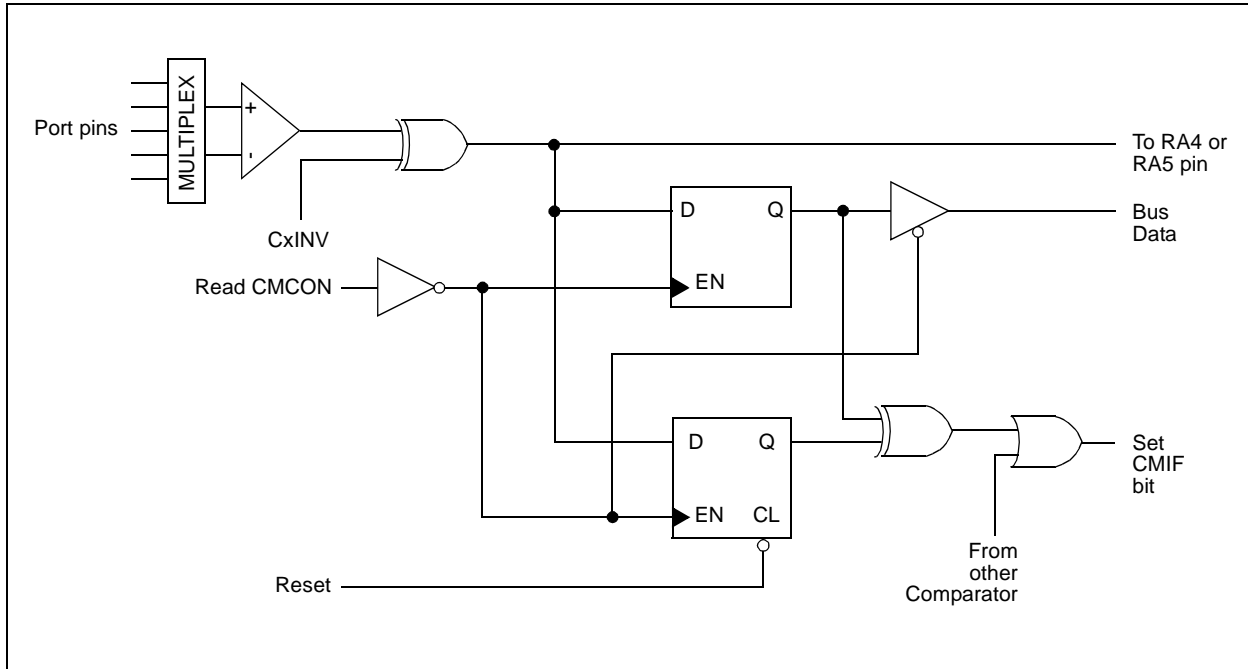 MULTIPLEX
+
-
Port pins
CxINV
To RA4 or
RA5 pin
D
Q
EN
Bus
Data
Read CMCON
D
Q
EN
CL
Set
CMIF
bit
From
other
Comparator
Reset